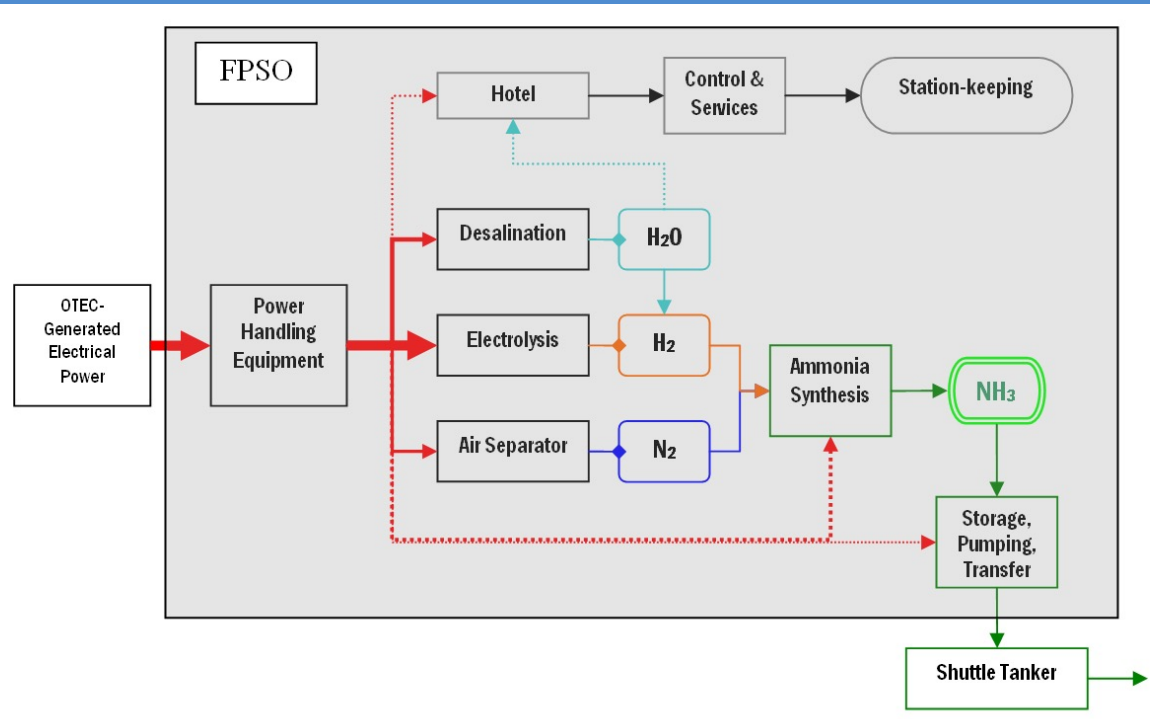 FPSO
Hotel
Control &
Services
Station-keeping
Desalination
H₂O
OTEC-
Generated
Electrical
Power
Power
Handling
Equipment
Electrolysis
H₂
Ammonia
Synthesis
NH₃
Air Separator
N₂
Storage,
Pumping,
Transfer
Shuttle Tanker